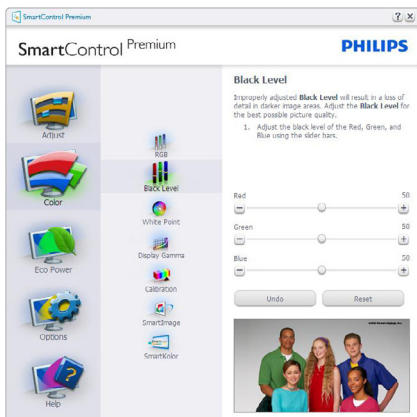 SmartControl Premium
SmartControl Premium
PHILIPS
Adjust
Color
Eco Power
Options
Help
RGB
Black Level
White Point
Display Gamma
Calibration
SmartImage
SmartKolor
Black Level
Improperly adjusted Black Level will result in a loss of
detail in darker image areas. Adjust the Black Level for
the best possible picture quality.
1. Adjust the black level of the Red, Green, and
Blue using the slider bars.
Red 50
Green 50
Blue 50
Undo Reset